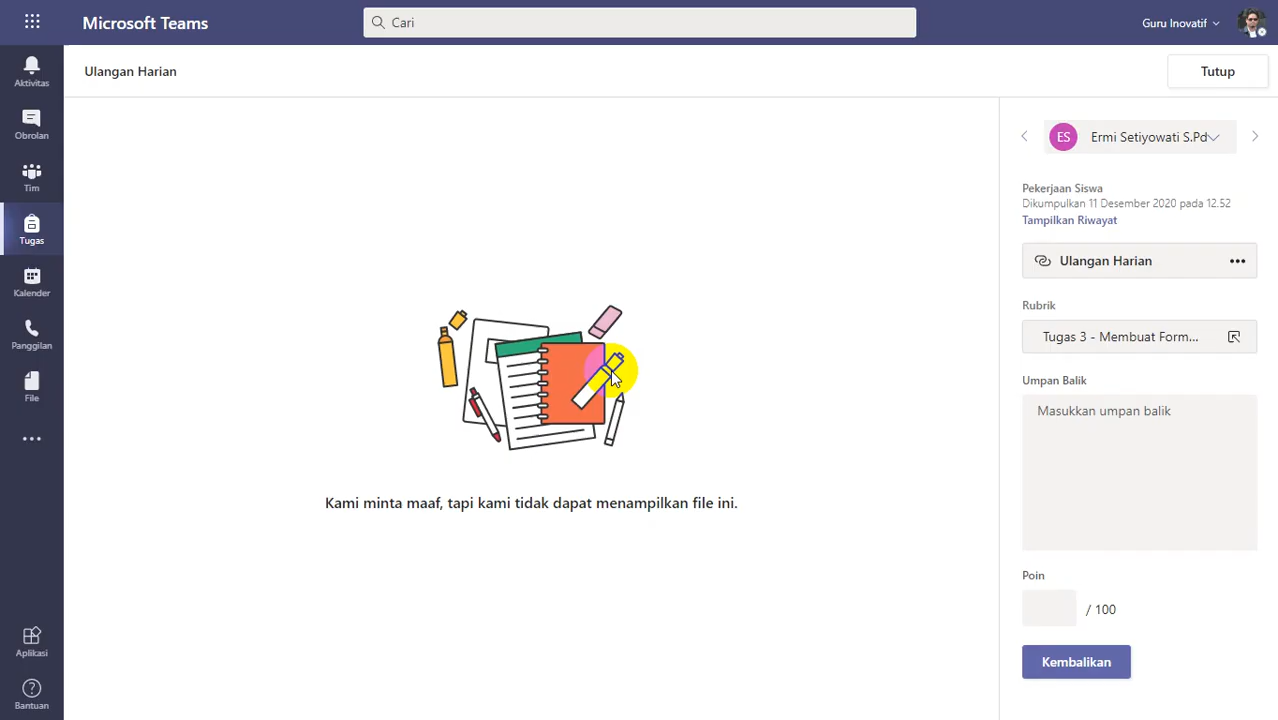 Microsoft Teams
Cari
Guru Inovatif
Aktivitas
Obrolan
Tim
Tugas
Kalender
Panggilan
File
Aplikasi
Bantuan
Ulangan Harian
Tutup
Kami minta maaf, tapi kami tidak dapat menampilkan file ini.
ES Ermi Setiyowati S.Pd
Pekerjaan Siswa
Dikumpulkan 11 Desember 2020 pada 12.52
Tampilkan Riwayat
Ulangan Harian
Rubrik
Tugas 3 - Membuat Form...
Umpan Balik
Masukkan umpan balik
Poin
/ 100
Kembalikan